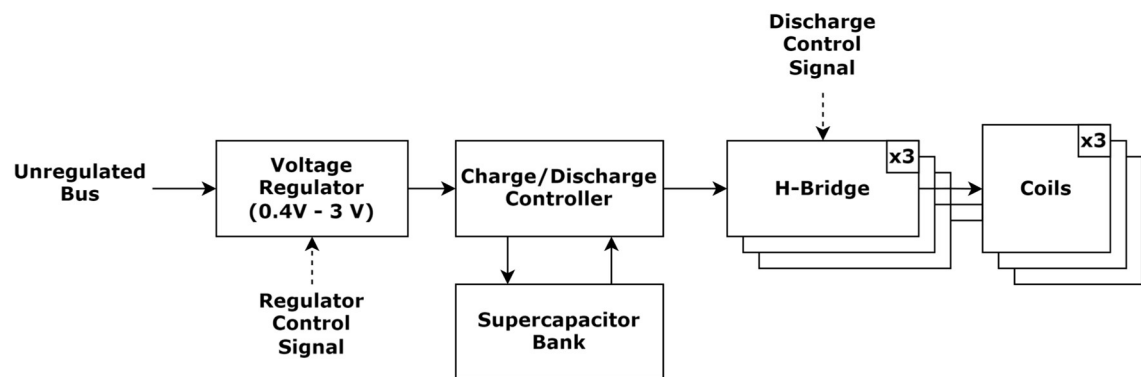 Discharge
Control
Signal
Unregulated
Bus
Voltage
Regulator
(0.4V - 3 V)
Charge/Discharge
Controller
x3
H-Bridge
x3
Coils
Regulator
Control
Signal
Supercapacitor
Bank